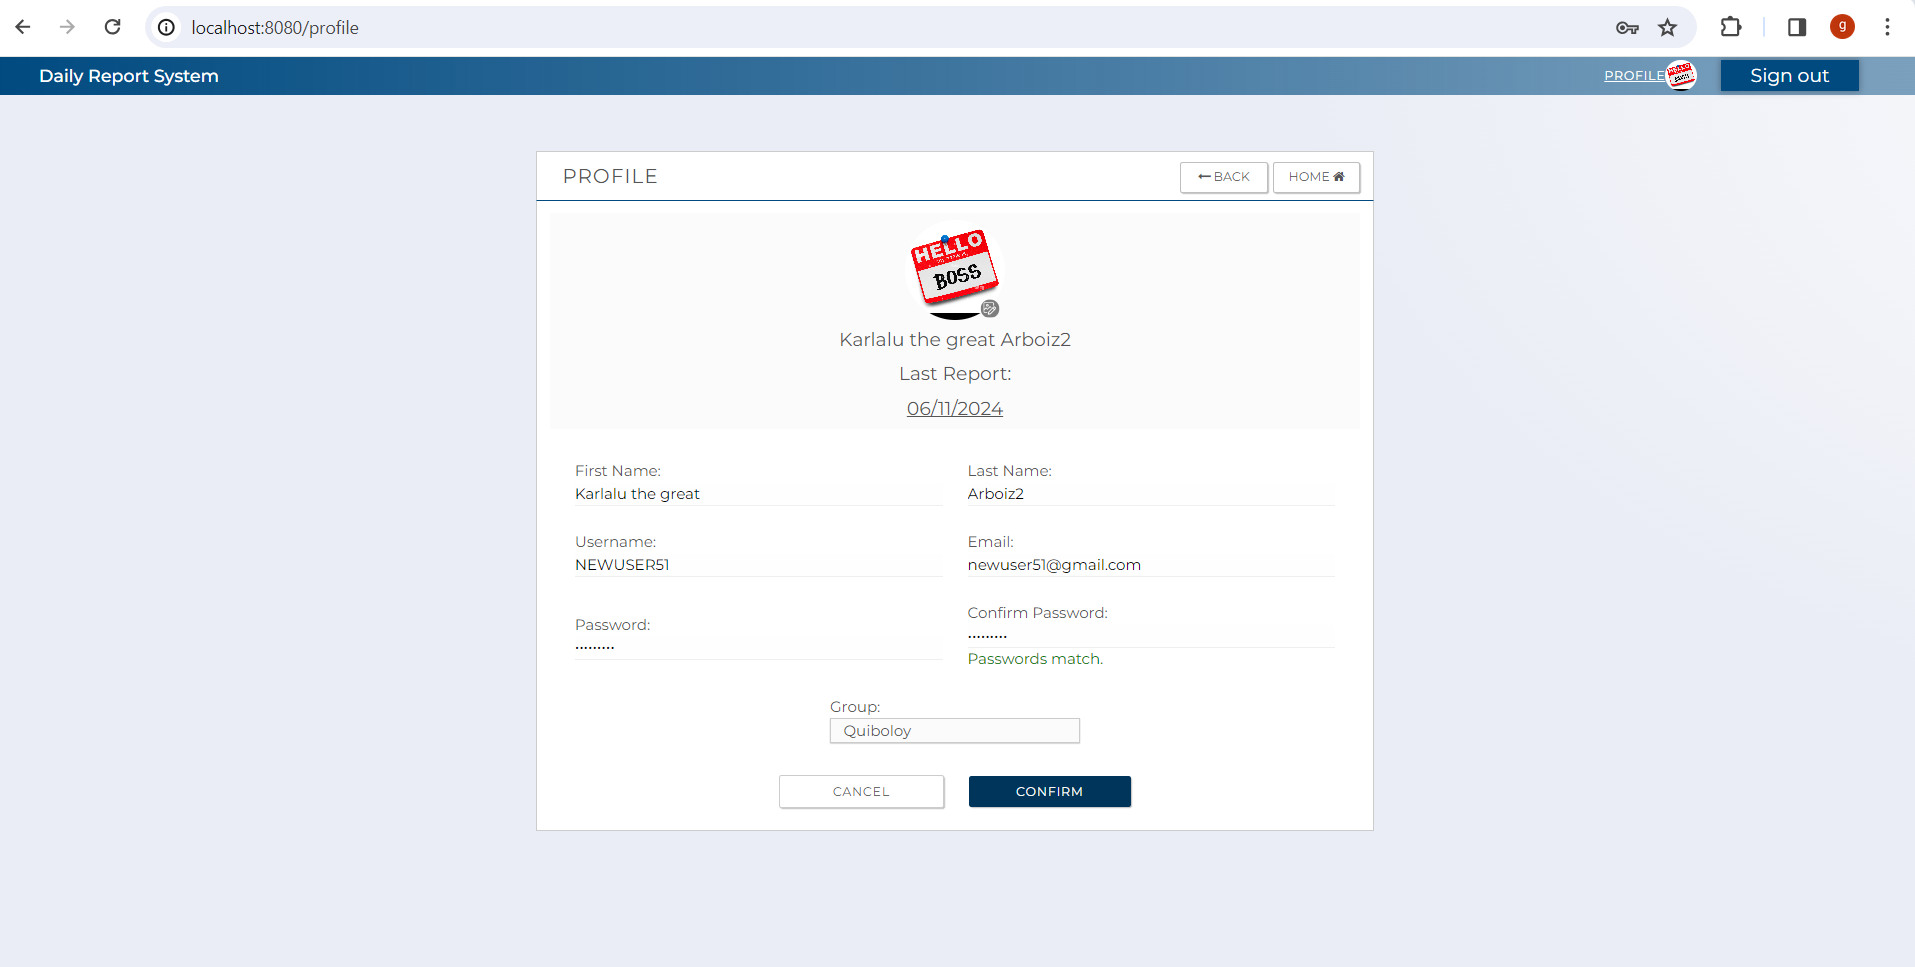 localhost:8080/profile
g
Daily Report System
PROFILE
Sign out
PROFILE
BACK
HOME
HELLO
BOSS
Karlalu the great Arboiz2
Last Report:
06/11/2024
First Name:
Karlalu the great
Last Name:
Arboiz2
Username:
NEWUSER51
Email:
newuser51@gmail.com
Password:
•••••••••
Confirm Password:
•••••••••
Passwords match.
Group:
Quiboloy
CANCEL
CONFIRM